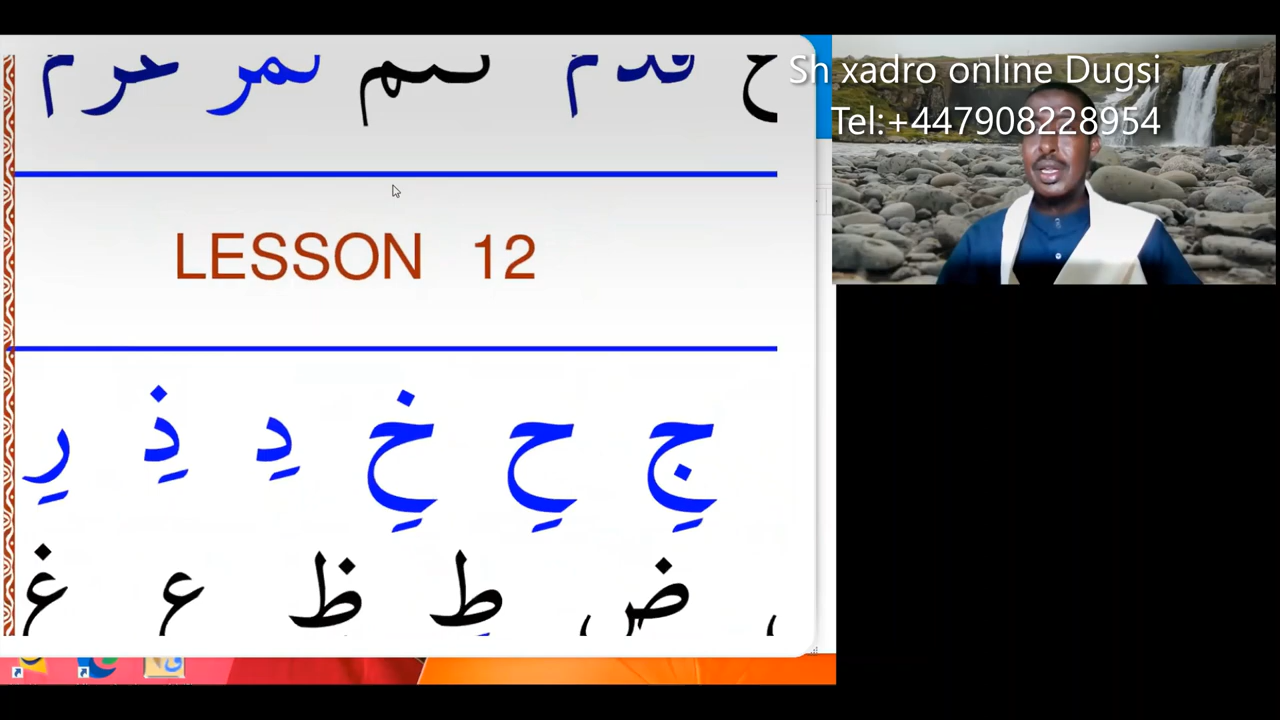 Sh xadro online Dugsi
Tel:+447908228954
LESSON 12
جِ حِ خِ دِ ذِ رِ
ض طِ ظ ع غ